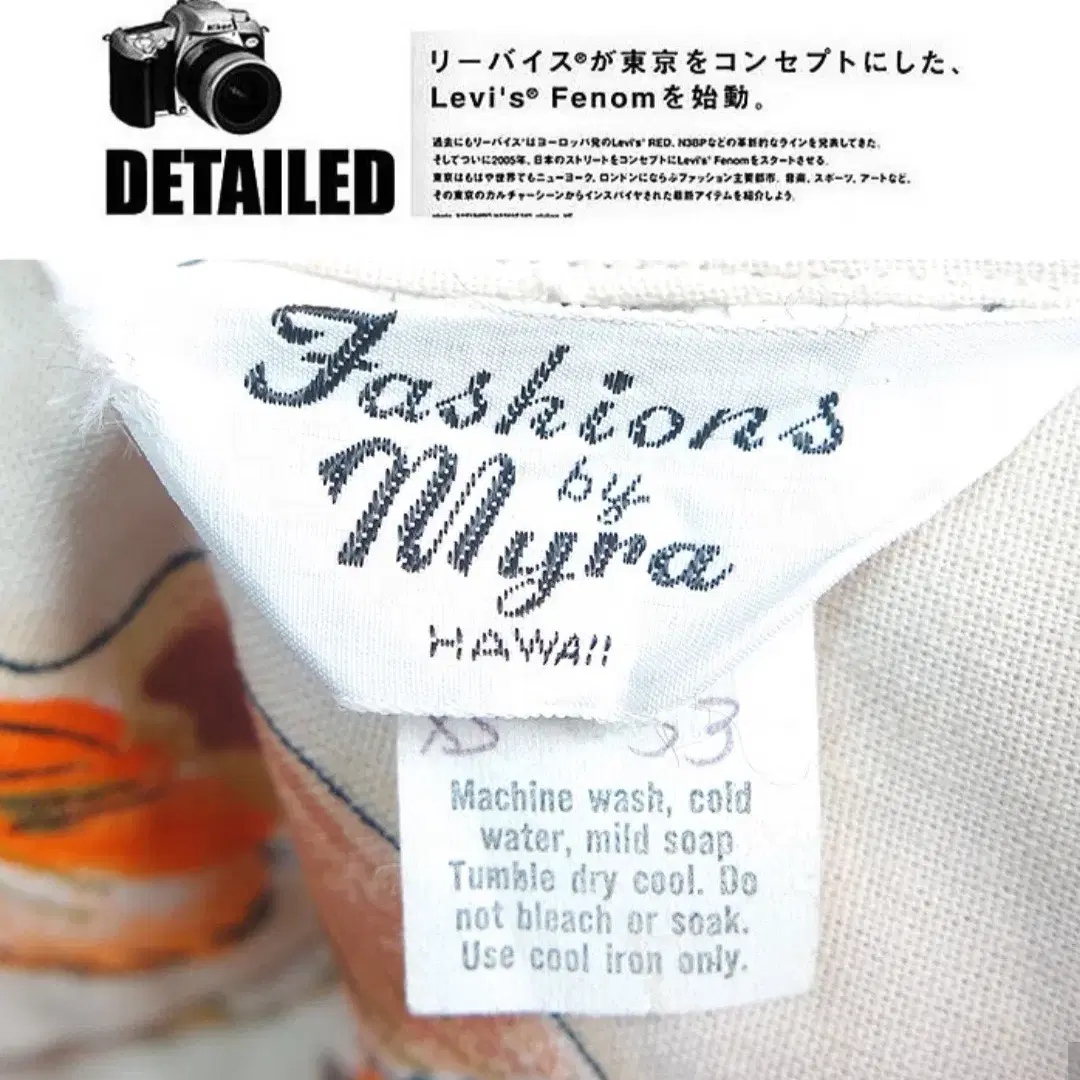 Nikon
DETAILED
リーバイス®が東京をコンセプトにした、
Levi's® Fenomを始動。
過去にもリーバイス®はヨーロッパ発のLevi's® RED、N3BPなどの革新的なラインを発表してきた。
そしてついに2005年、日本のストリートをコンセプトにLevi's® Fenomをスタートさせる。
東京はもはや世界でもニューヨーク、ロンドンにならぶファッション主要都市。音楽、スポーツ、アートなど、
その東京のカルチャーシーンからインスパイヤされた最新アイテムを紹介しよう。
Fashions
by
Myra
HAWAII
XS 53
Machine wash, cold
water, mild soap
Tumble dry cool. Do
not bleach or soak.
Use cool iron only.